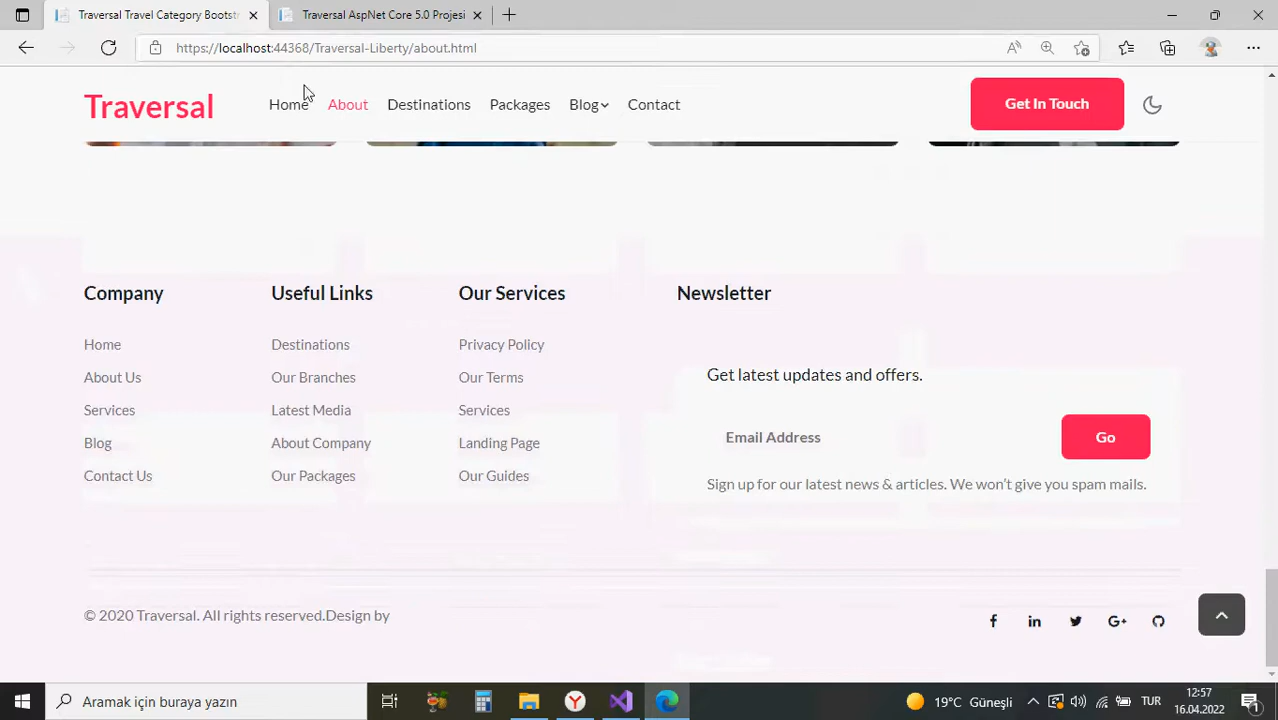 Traversal Travel Category Bootstr
Traversal AspNet Core 5.0 Projesi
https://localhost:44368/Traversal-Liberty/about.html
Traversal
Home
About
Destinations
Packages
Blog
Contact
Get In Touch
Company
Home
About Us
Services
Blog
Contact Us
Useful Links
Destinations
Our Branches
Latest Media
About Company
Our Packages
Our Services
Privacy Policy
Our Terms
Services
Landing Page
Our Guides
Newsletter
Get latest updates and offers.
Email Address
Go
Sign up for our latest news & articles. We won't give you spam mails.
© 2020 Traversal. All rights reserved.Design by
Aramak için buraya yazın
19°C Güneşli
TUR
12:57
16.04.2022